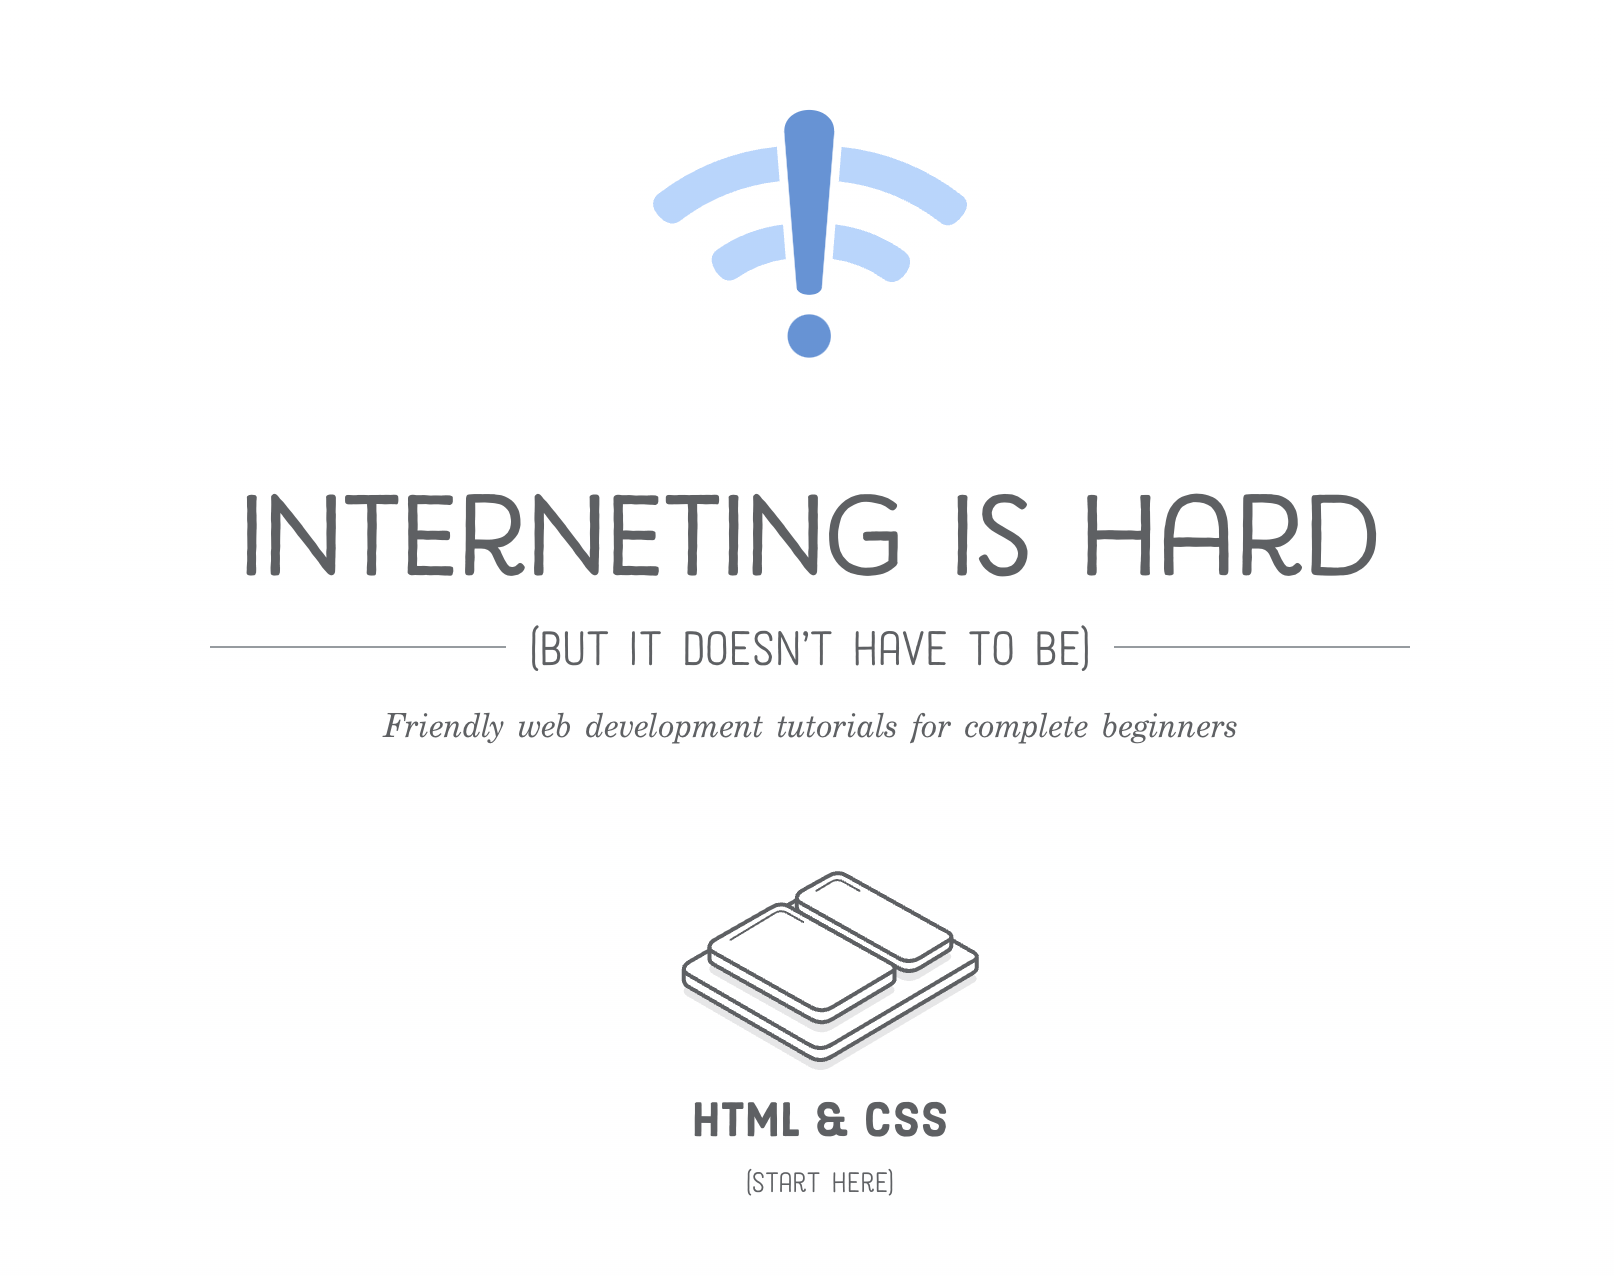 INTERNETING IS HARD
(BUT IT DOESN’T HAVE TO BE)
Friendly web development tutorials for complete beginners
HTML & CSS
(START HERE)